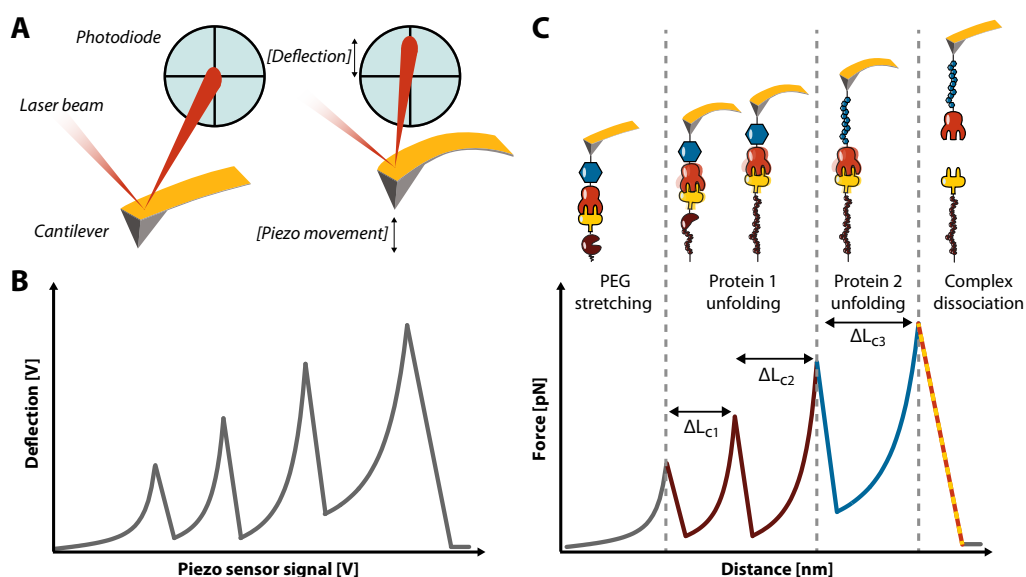 A
Photodiode
[Deflection]
Laser beam
Cantilever
[Piezo movement]
B
Deflection [V]
Piezo sensor signal [V]
C
PEG
stretching
Protein 1
unfolding
Protein 2
unfolding
Complex
dissociation
ΔLc1
ΔLc2
ΔLc3
Force [pN]
Distance [nm]